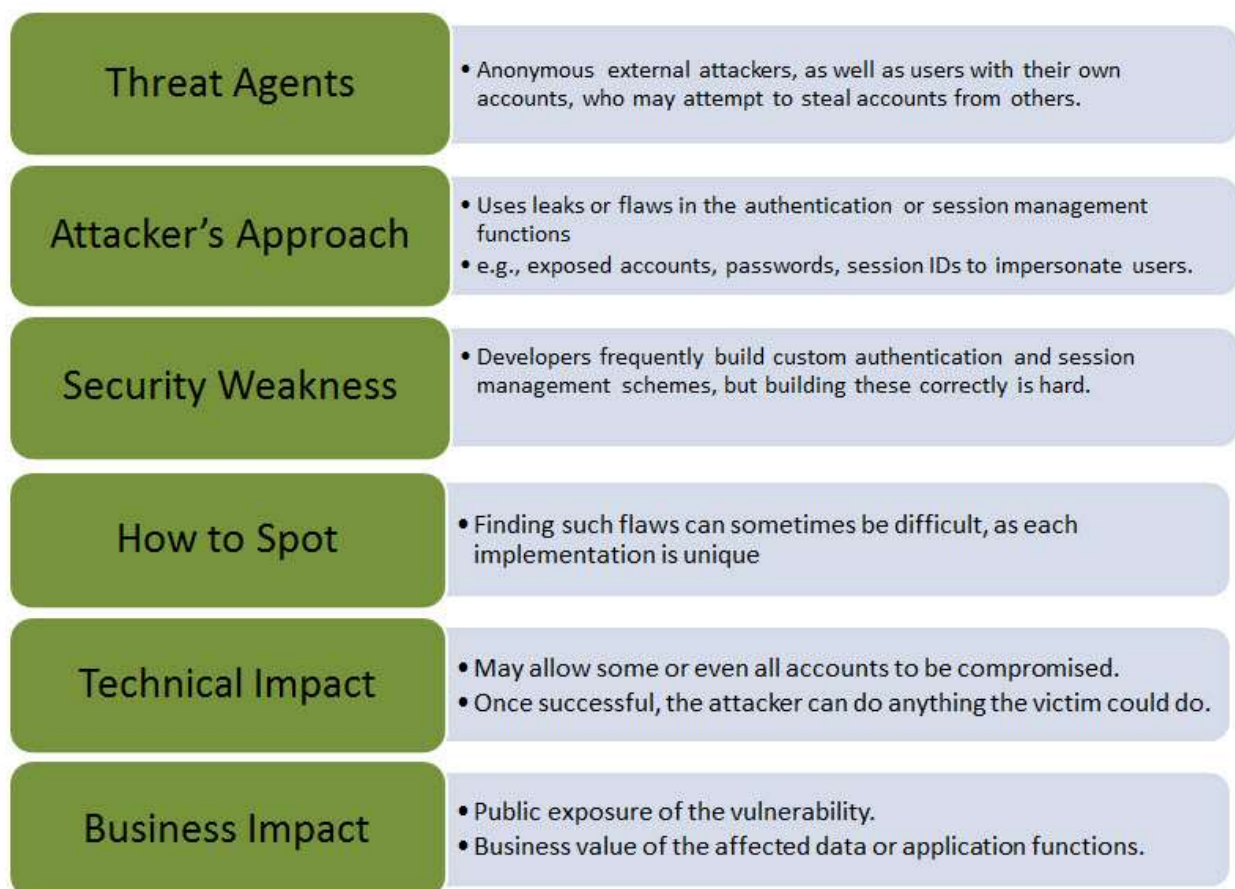 Threat Agents
• Anonymous external attackers, as well as users with their own
accounts, who may attempt to steal accounts from others.
Attacker's Approach
• Uses leaks or flaws in the authentication or session management
functions
• e.g., exposed accounts, passwords, session IDs to impersonate users.
Security Weakness
• Developers frequently build custom authentication and session
management schemes, but building these correctly is hard.
How to Spot
• Finding such flaws can sometimes be difficult, as each
implementation is unique
Technical Impact
• May allow some or even all accounts to be compromised.
• Once successful, the attacker can do anything the victim could do.
Business Impact
• Public exposure of the vulnerability.
• Business value of the affected data or application functions.